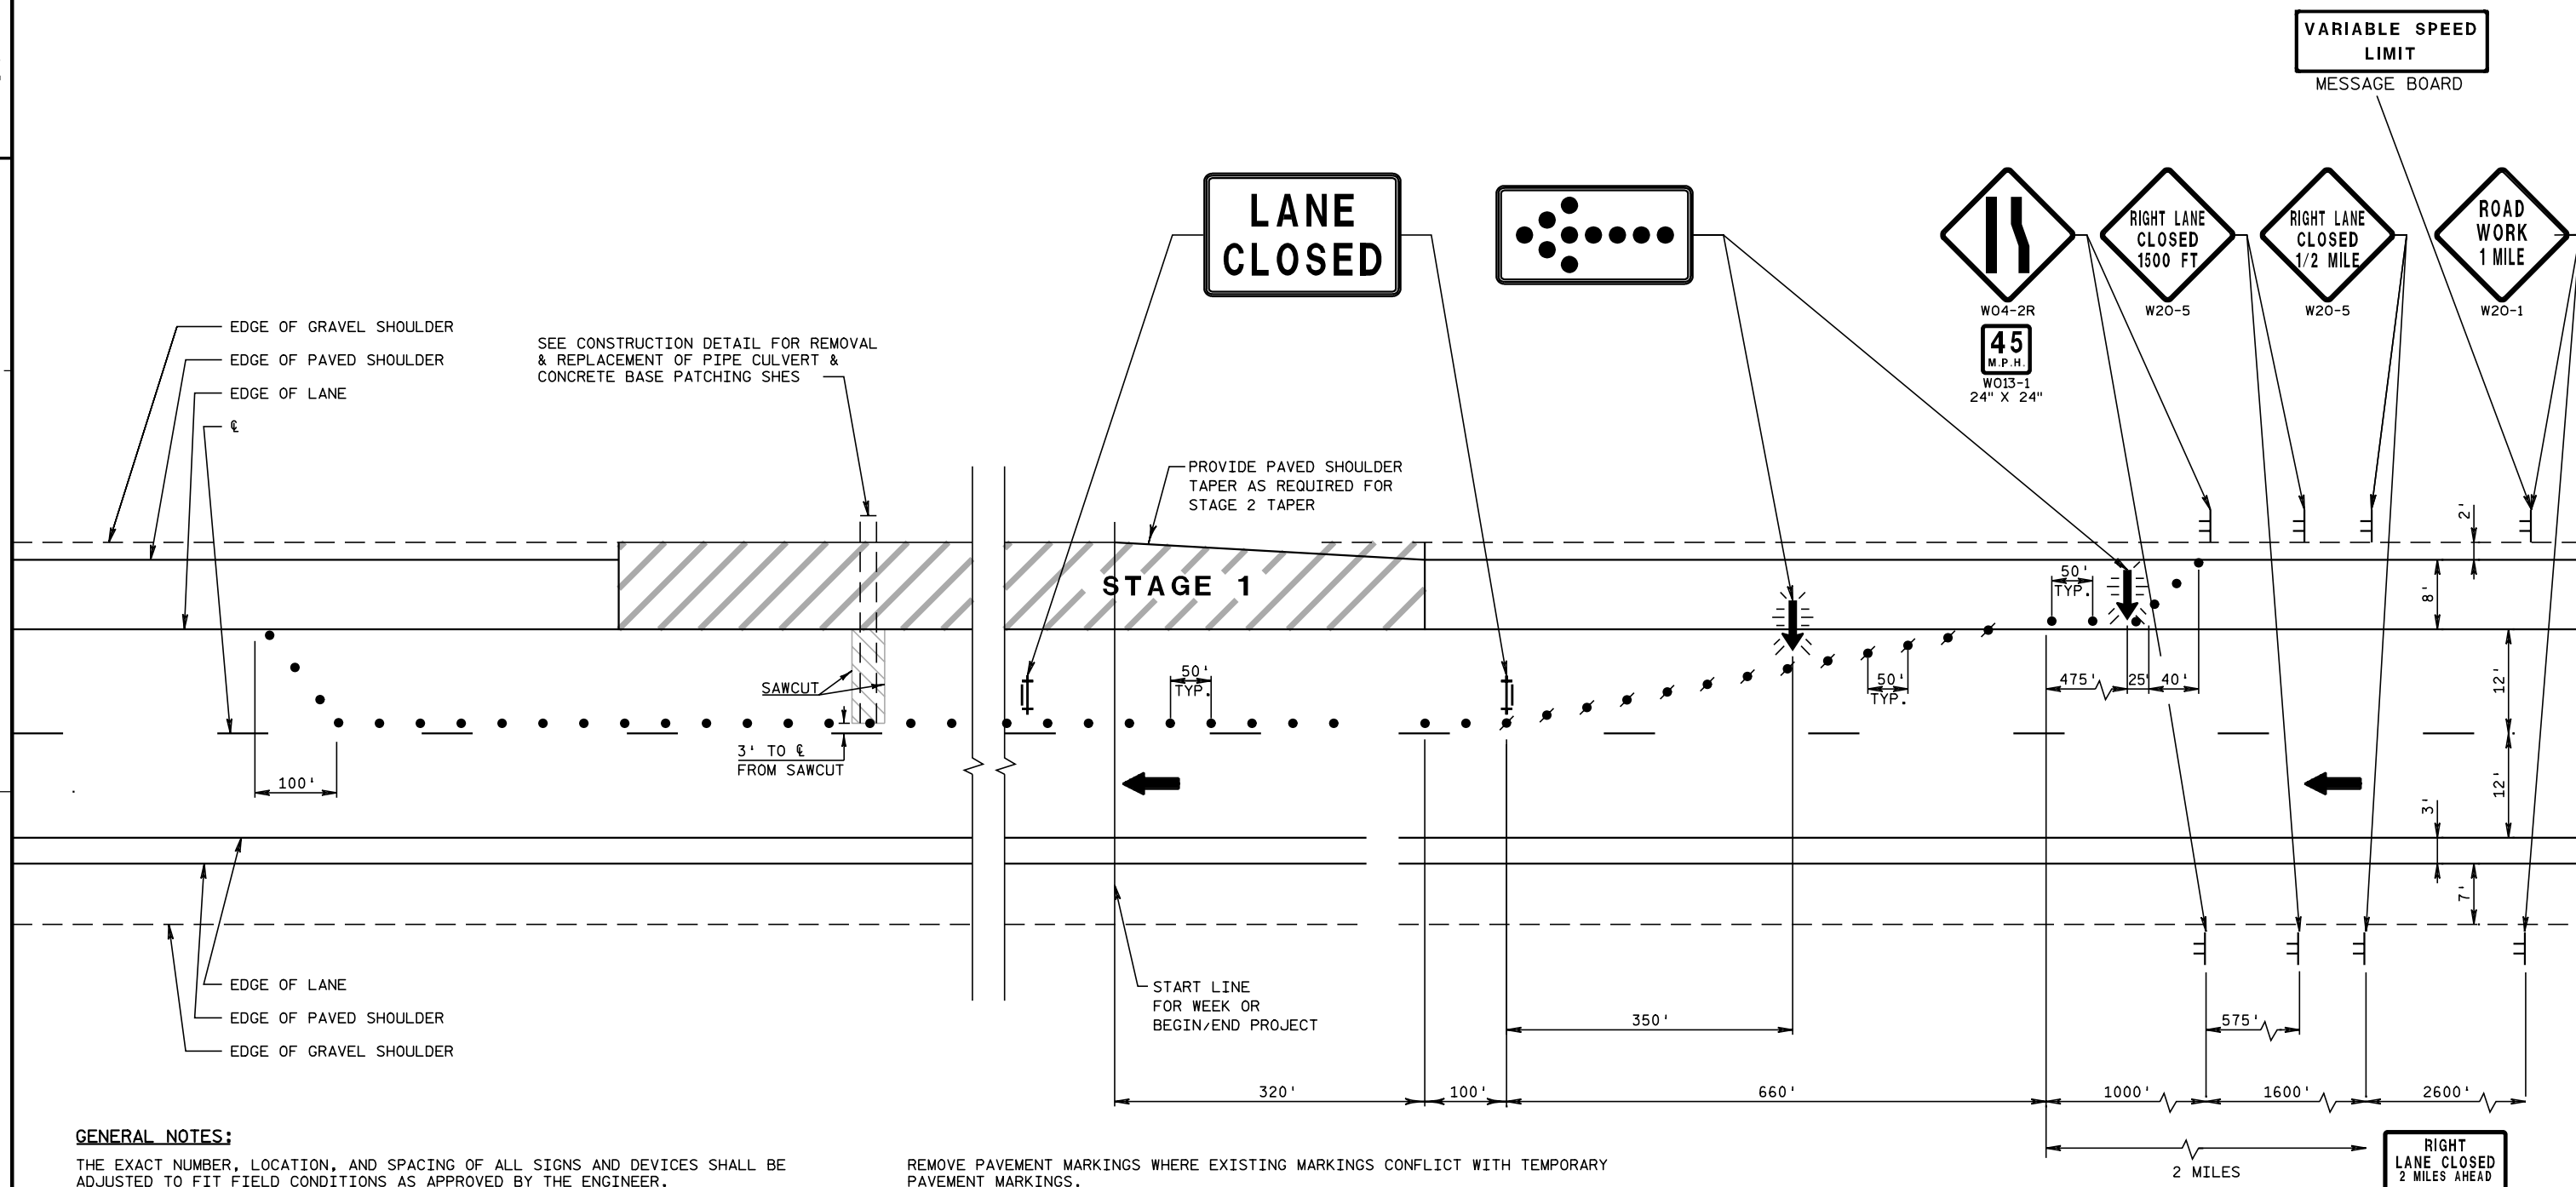 VARIABLE SPEED
LIMIT
MESSAGE BOARD
LANE
CLOSED
W04-2R
45
M.P.H.
W013-1
24" X 24"
RIGHT LANE
CLOSED
1500 FT
W20-5
RIGHT LANE
CLOSED
1/2 MILE
W20-5
ROAD
WORK
1 MILE
W20-1
EDGE OF GRAVEL SHOULDER
EDGE OF PAVED SHOULDER
EDGE OF LANE
℄
SEE CONSTRUCTION DETAIL FOR REMOVAL
& REPLACEMENT OF PIPE CULVERT &
CONCRETE BASE PATCHING SHES
PROVIDE PAVED SHOULDER
TAPER AS REQUIRED FOR
STAGE 2 TAPER
STAGE 1
2'
8'
50'
TYP.
475'
25'
40'
12'
SAWCUT
50'
TYP.
50'
TYP.
3' TO ℄
FROM SAWCUT
100'
12'
3'
7'
EDGE OF LANE
EDGE OF PAVED SHOULDER
EDGE OF GRAVEL SHOULDER
START LINE
FOR WEEK OR
BEGIN/END PROJECT
350'
575'
320'
100'
660'
1000'
1600'
2600'
2 MILES
RIGHT
LANE CLOSED
2 MILES AHEAD
GENERAL NOTES:
THE EXACT NUMBER, LOCATION, AND SPACING OF ALL SIGNS AND DEVICES SHALL BE
ADJUSTED TO FIT FIELD CONDITIONS AS APPROVED BY THE ENGINEER.
REMOVE PAVEMENT MARKINGS WHERE EXISTING MARKINGS CONFLICT WITH TEMPORARY
PAVEMENT MARKINGS.